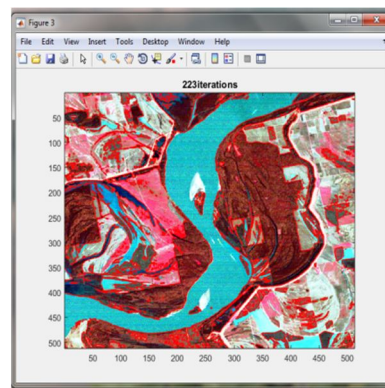 Figure 3
File Edit View Insert Tools Desktop Window Help
223iterations
50
100
150
200
250
300
350
400
450
500
50 100 150 200 250 300 350 400 450 500